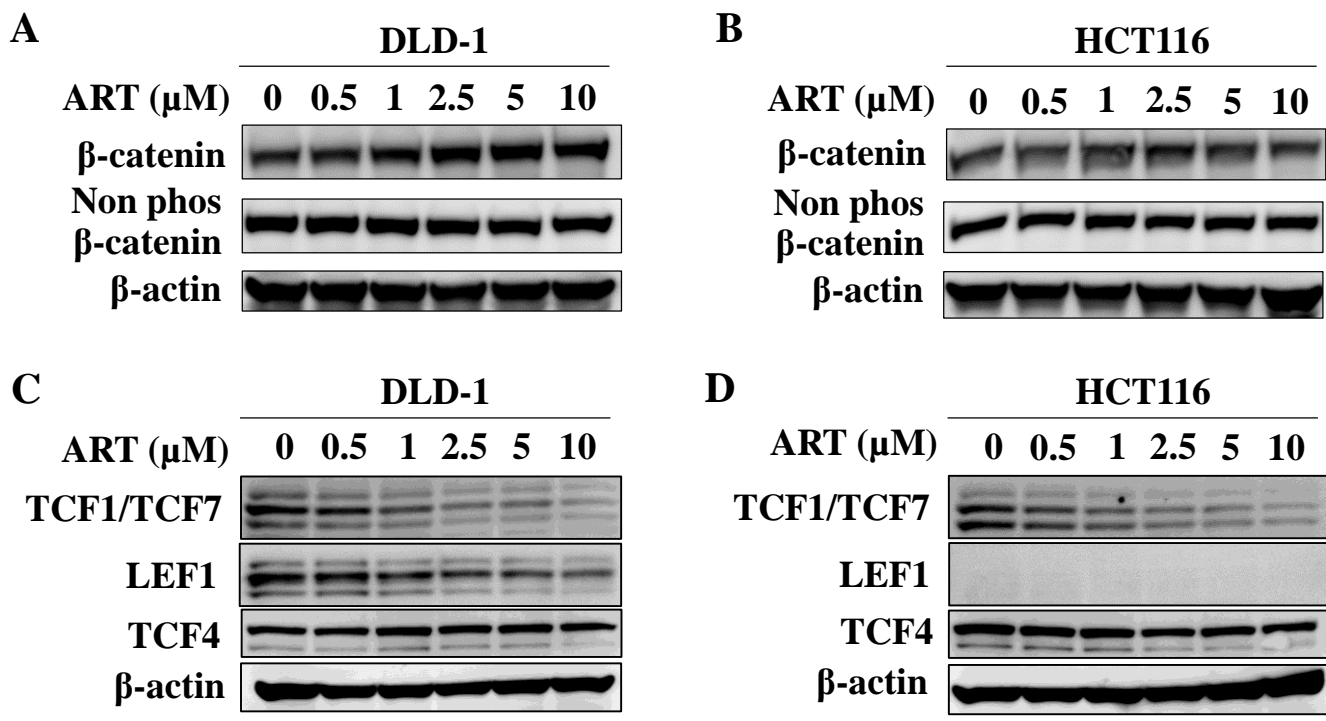 A
DLD-1
ART (µM) 0 0.5 1 2.5 5 10
β-catenin
Non phos
β-catenin
β-actin
B
HCT116
ART (µM) 0 0.5 1 2.5 5 10
β-catenin
Non phos
β-catenin
β-actin
C
DLD-1
ART (µM) 0 0.5 1 2.5 5 10
TCF1/TCF7
LEF1
TCF4
β-actin
D
HCT116
ART (µM) 0 0.5 1 2.5 5 10
TCF1/TCF7
LEF1
TCF4
β-actin